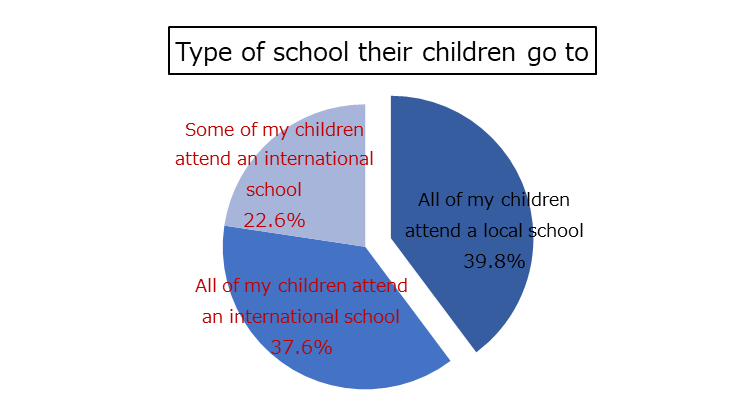 Type of school their children go to
Some of my children
attend an international
school
22.6%
All of my children
attend a local school
39.8%
All of my children attend
an international school
37.6%